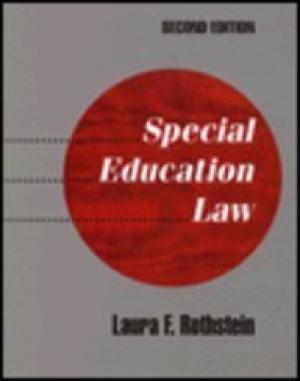 SECOND EDITION
Special
Education
Law
Laura F. Rothstein